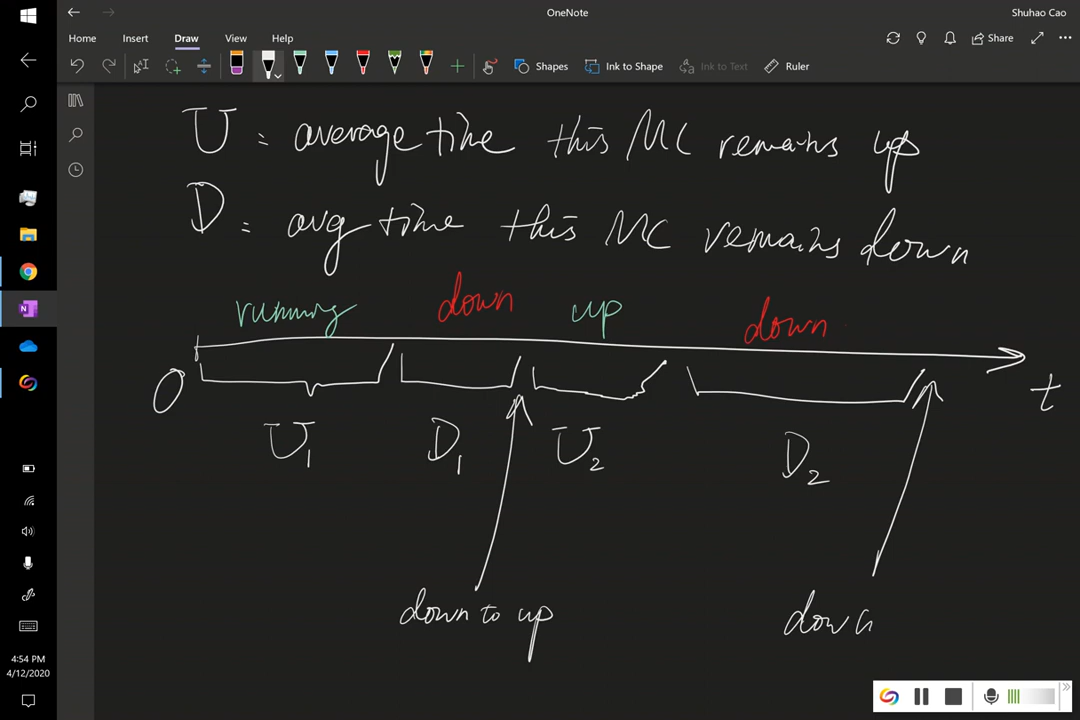 OneNote
Shuhao Cao
Home Insert Draw View Help
Share
Shapes Ink to Shape Ink to Text Ruler
U = average time this MC remains up
D = avg time this MC remains down
running down up down
0 t
U1 D1 U2 D2
down to up down
4:54 PM
4/12/2020